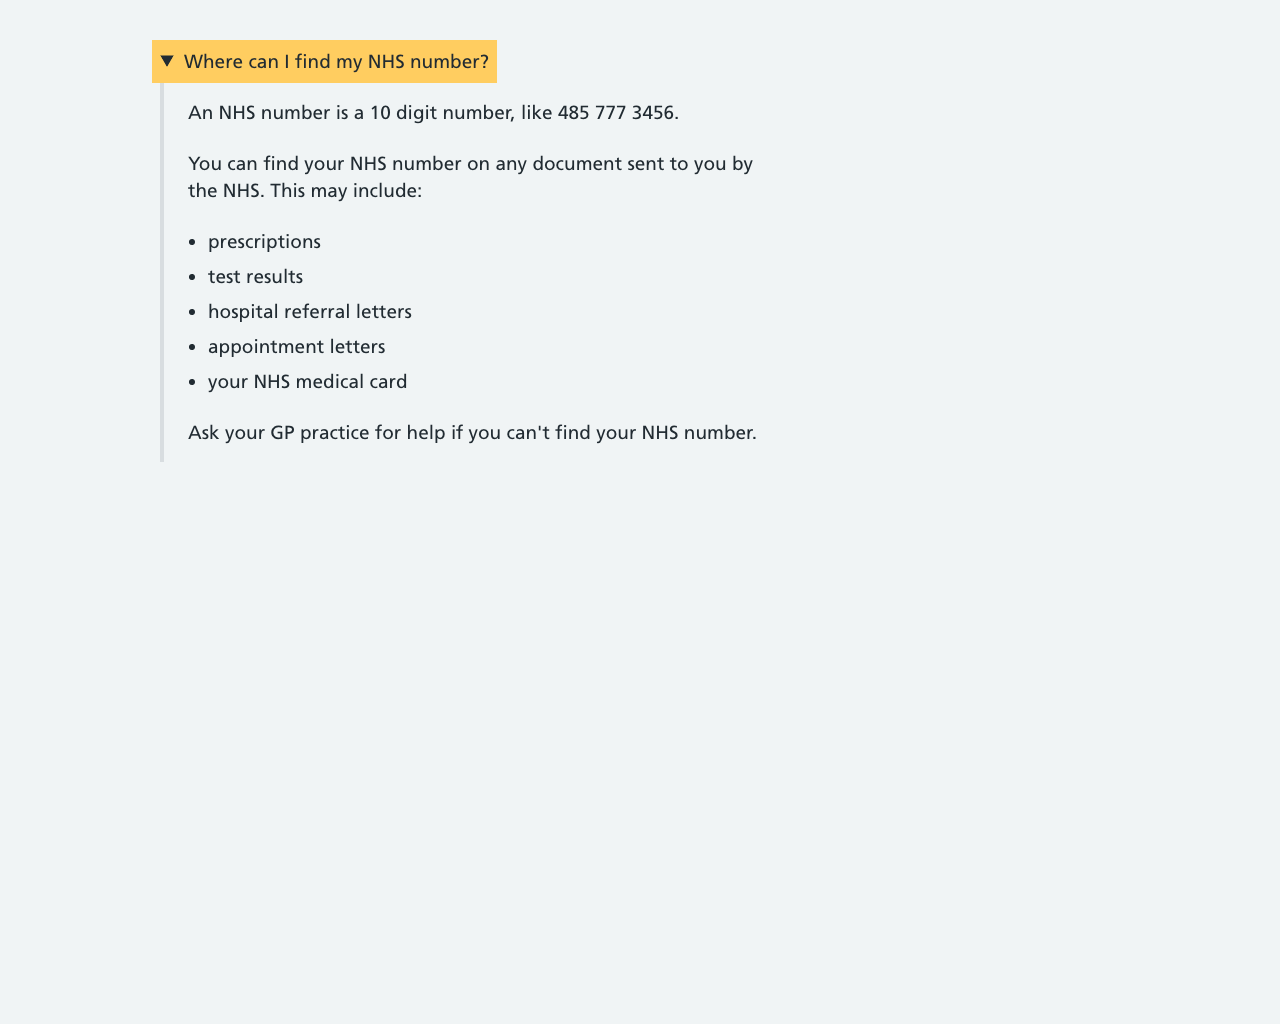 Where can I find my NHS number?
An NHS number is a 10 digit number, like 485 777 3456.
You can find your NHS number on any document sent to you by
the NHS. This may include:
• prescriptions
• test results
• hospital referral letters
• appointment letters
• your NHS medical card
Ask your GP practice for help if you can't find your NHS number.